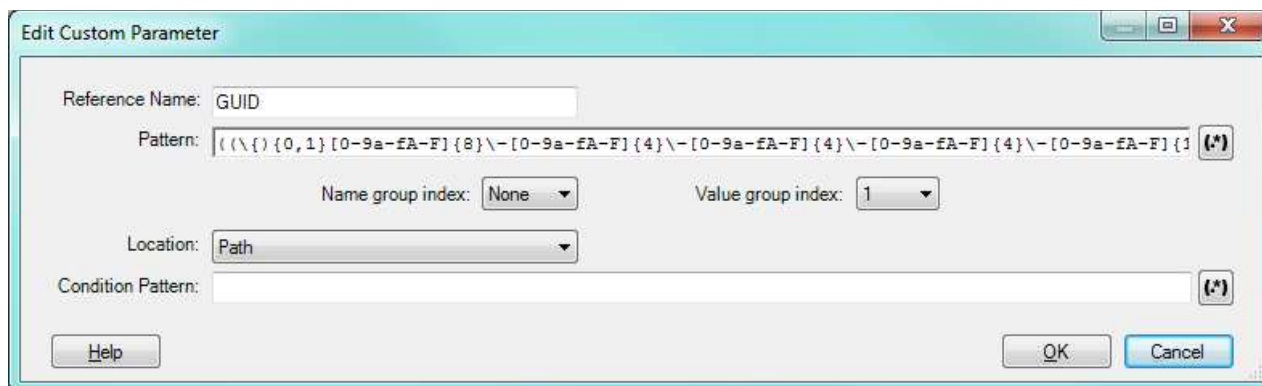 Edit Custom Parameter
Reference Name: GUID
Pattern: ((\{){0,1}[0-9a-fA-F]{8}\-[0-9a-fA-F]{4}\-[0-9a-fA-F]{4}\-[0-9a-fA-F]{4}\-[0-9a-fA-F]{1 (.*)
Name group index: None Value group index: 1
Location: Path
Condition Pattern: (.*)
Help OK Cancel